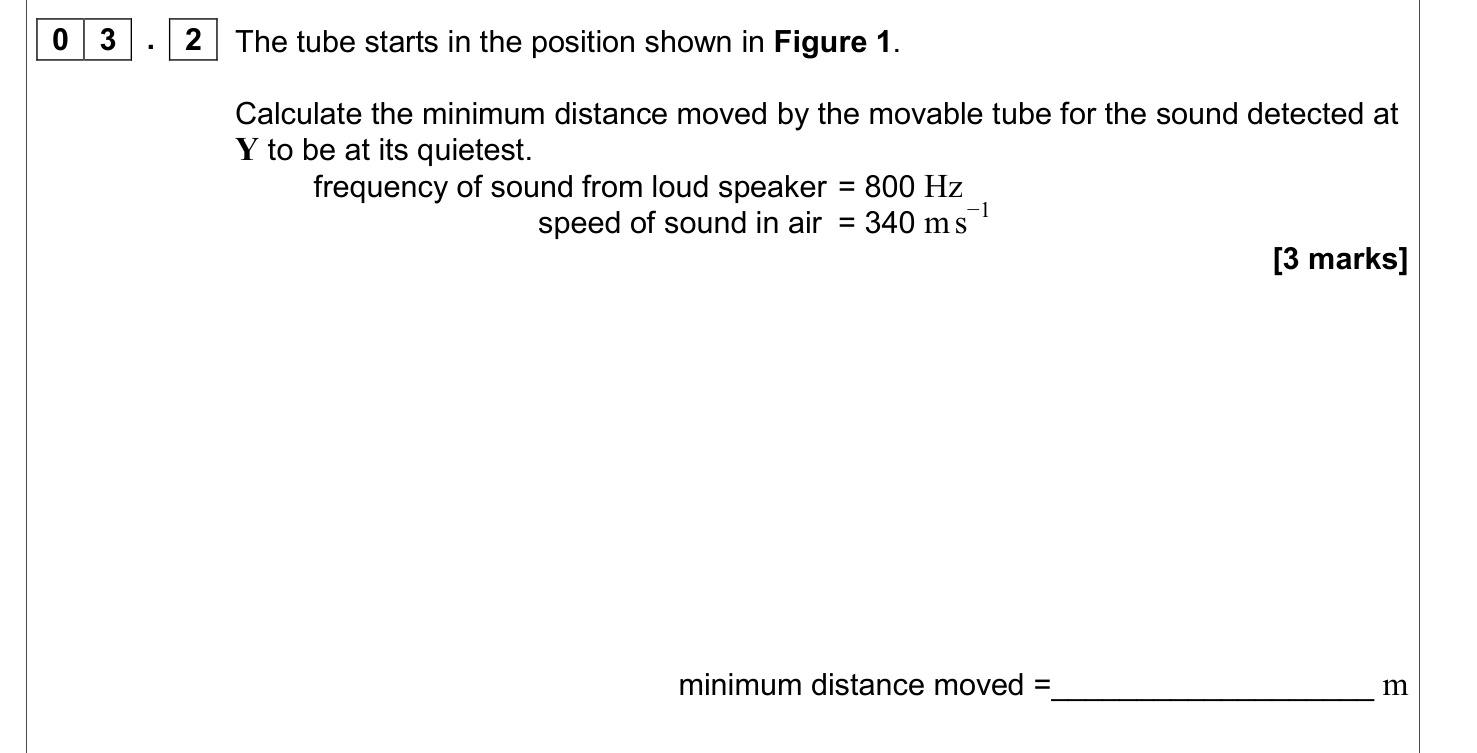 0 3 . 2 The tube starts in the position shown in Figure 1.
Calculate the minimum distance moved by the movable tube for the sound detected at
Y to be at its quietest.
frequency of sound from loud speaker = 800 Hz
speed of sound in air = 340 m s⁻¹
[3 marks]
minimum distance moved =____________________ m